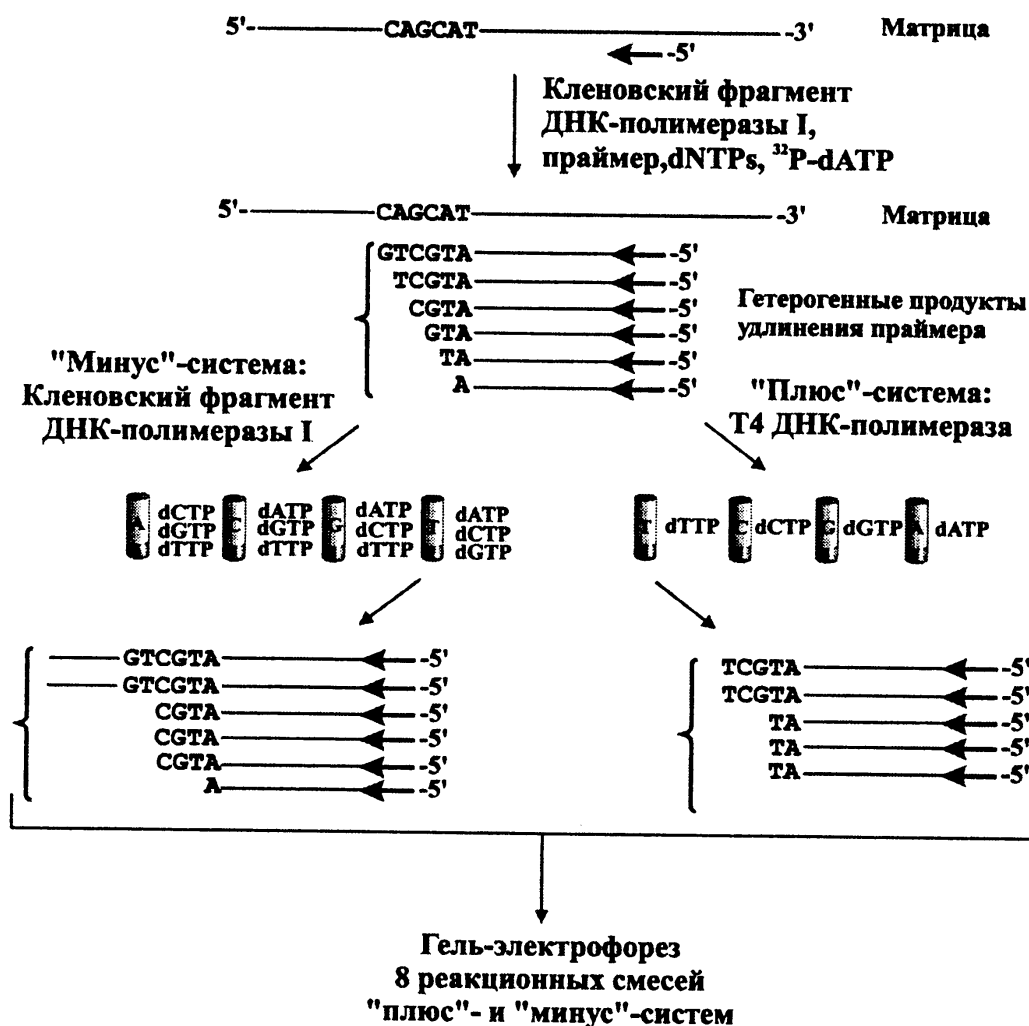 5'- CAGCAT -3' Матрица
-5'
Кленовский фрагмент
ДНК-полимеразы I,
праймер,dNTPs, ³²P-dATP
5'- CAGCAT -3' Матрица
GTCGTA -5'
TCGTA -5'
CGTA -5'
GTA -5'
TA -5'
A -5'
Гетерогенные продукты
удлинения праймера
"Минус"-система:
Кленовский фрагмент
ДНК-полимеразы I
"Плюс"-система:
Т4 ДНК-полимераза
A dCTP dGTP dTTP
C dATP dGTP dTTP
G dATP dCTP dTTP
T dATP dCTP dGTP
T dTTP C dCTP G dGTP A dATP
GTCGTA -5'
GTCGTA -5'
CGTA -5'
CGTA -5'
CGTA -5'
A -5'
TCGTA -5'
TCGTA -5'
TA -5'
TA -5'
TA -5'
Гель-электрофорез
8 реакционных смесей
"плюс"- и "минус"-систем